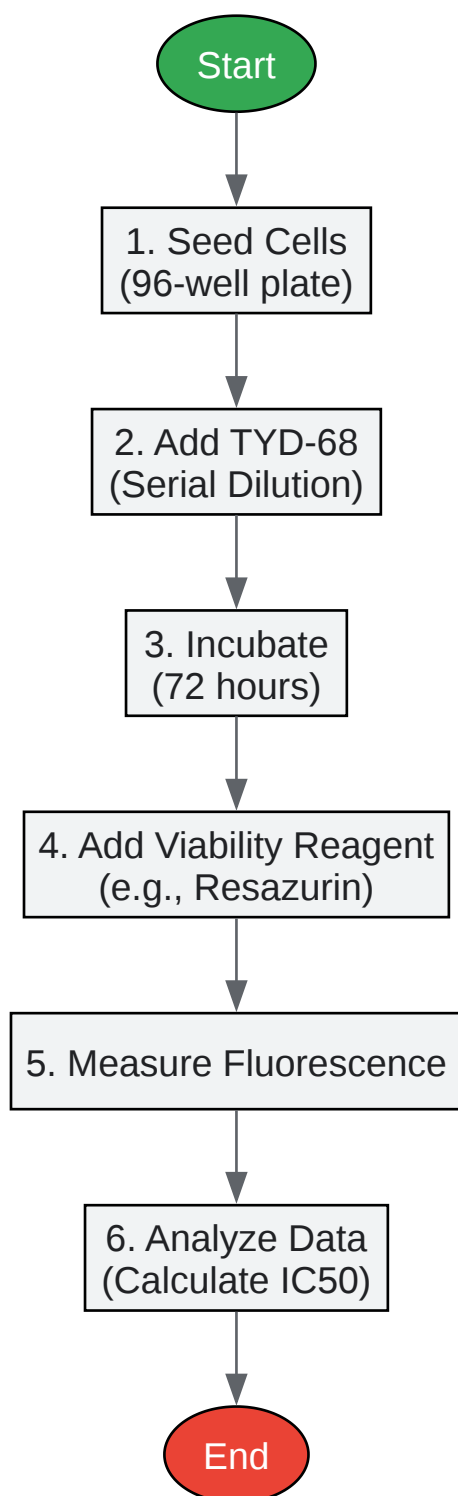 Start
1. Seed Cells
(96-well plate)
2. Add TYD-68
(Serial Dilution)
3. Incubate
(72 hours)
4. Add Viability Reagent
(e.g., Resazurin)
5. Measure Fluorescence
6. Analyze Data
(Calculate IC50)
End